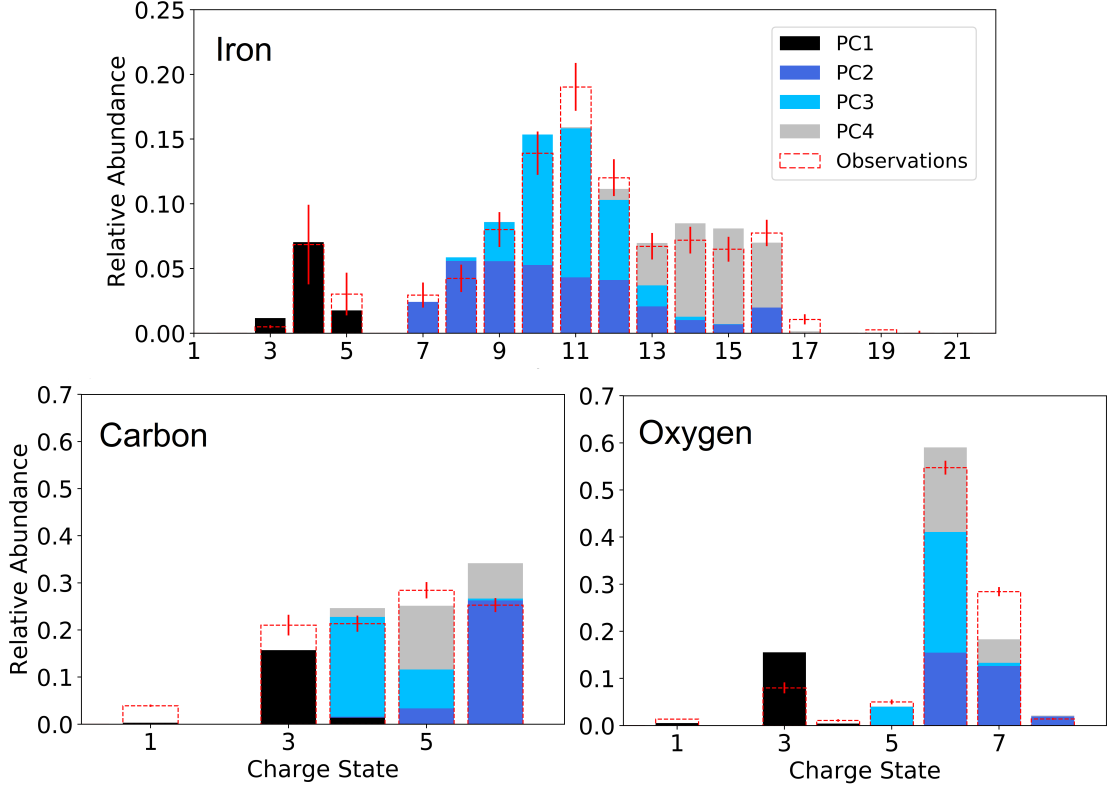 Iron
Relative Abundance
0.25
0.20
0.15
0.10
0.05
0.00
1 3 5 7 9 11 13 15 17 19 21
PC1
PC2
PC3
PC4
Observations
Carbon
Relative Abundance
0.7
0.6
0.5
0.4
0.3
0.2
0.1
0.0
1 3 5
Charge State
Oxygen
0.7
0.6
0.5
0.4
0.3
0.2
0.1
0.0
1 3 5 7
Charge State